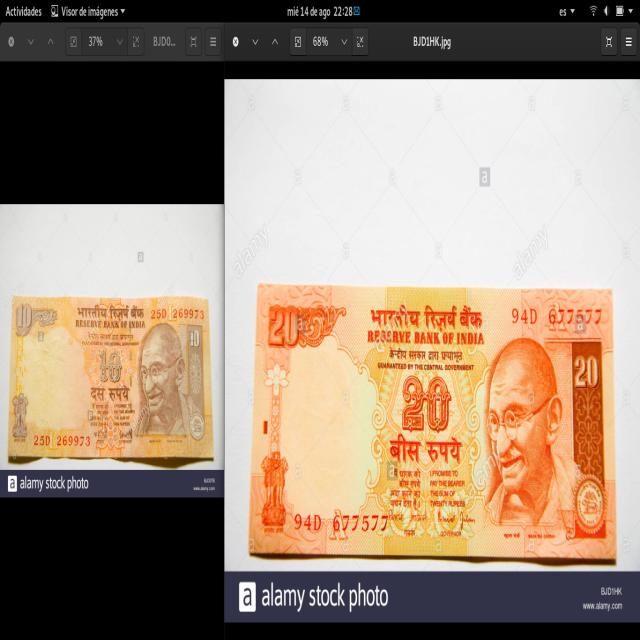 Actividades Visor de imágenes mié 14 de ago 22:28 es
37% BJD0...
68% BJD1HK.jpg
10
भारतीय रिज़र्व बैंक
RESERVE BANK OF INDIA
25D 269973
केन्द्रीय सरकार द्वारा प्रत्याभूत
10
10
दस रुपये
25D 269973
a alamy stock photo
www.alamy.com
a
alamy
20
भारतीय रिज़र्व बैंक
RESERVE BANK OF INDIA
94D 677577
केन्द्रीय सरकार द्वारा प्रत्याभूत
GUARANTEED BY THE CENTRAL GOVERNMENT
20
20
बीस रुपये
I PROMISE TO
PAY THE BEARER
THE SUM OF
TWENTY RUPEES
94D 677577
GOVERNOR
a alamy stock photo
BJD1HK
www.alamy.com